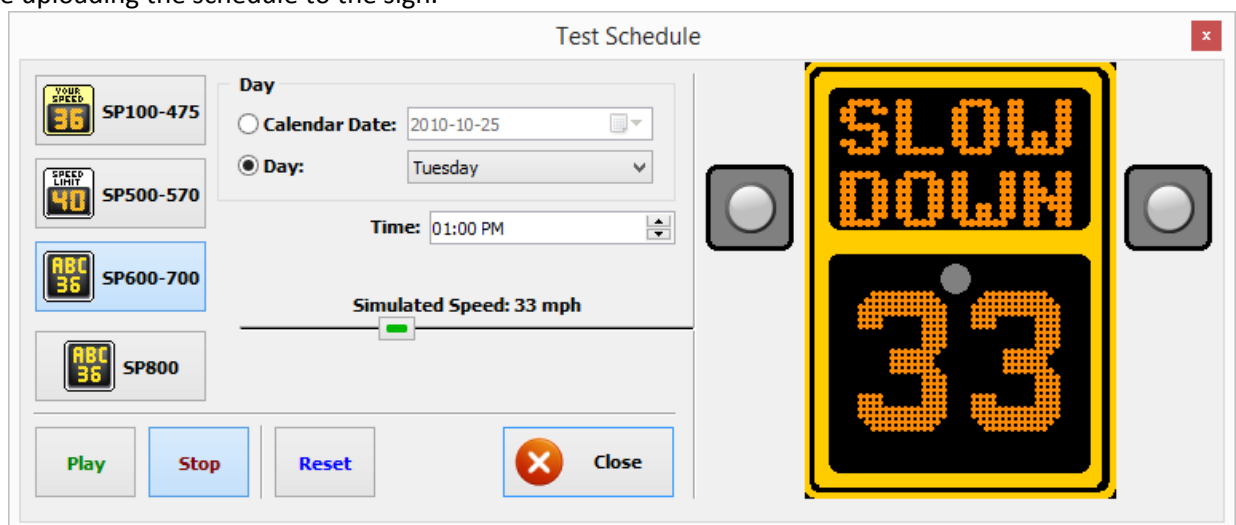 e uploading the schedule to the sign.
Test Schedule
x
YOUR
SPEED
36
SP100-475
SPEED
LIMIT
40
SP500-570
ABC
36
SP600-700
ABC
36
SP800
Day
Calendar Date: 2010-10-25
Day: Tuesday
Time: 01:00 PM
Simulated Speed: 33 mph
Play
Stop
Reset
Close
SLOW
DOWN
33